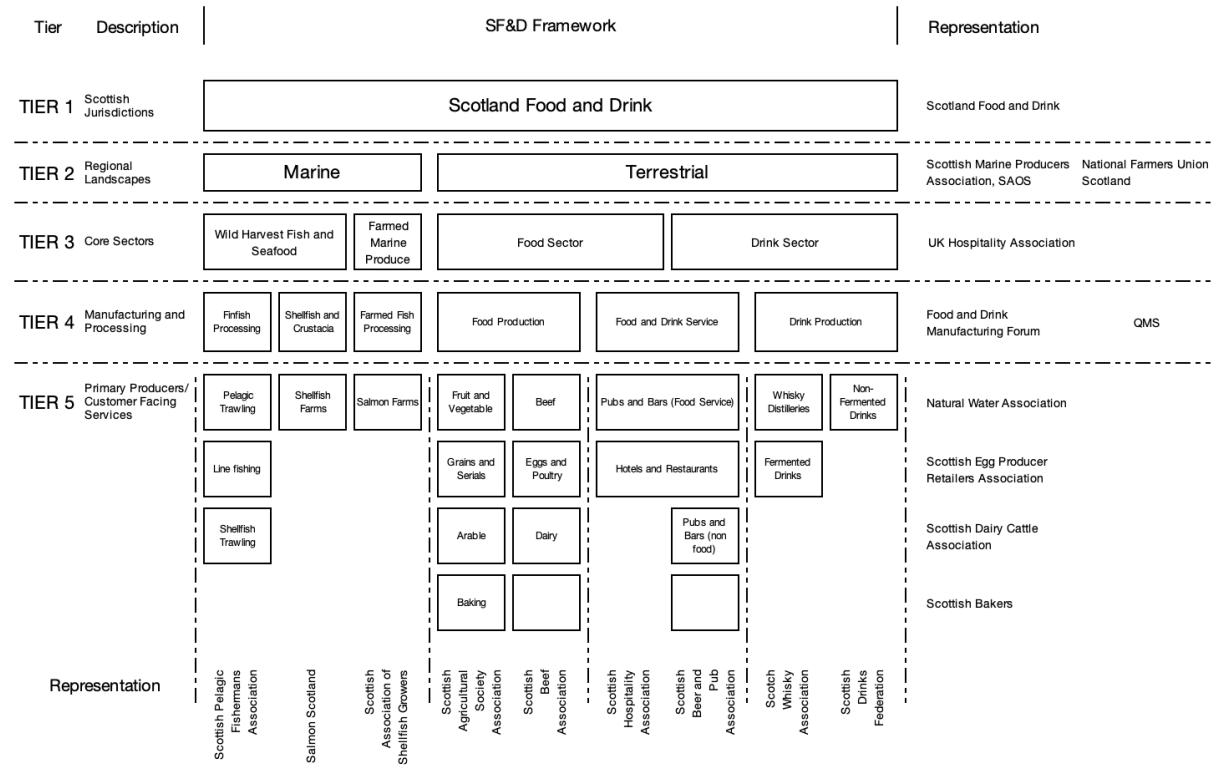 Tier
Description
SF&D Framework
Representation
TIER 1
Scottish
Jurisdictions
Scotland Food and Drink
Scotland Food and Drink
TIER 2
Regional
Landscapes
Marine
Terrestrial
Scottish Marine Producers
Association, SAOS
National Farmers Union
Scotland
TIER 3
Core Sectors
Wild Harvest Fish and
Seafood
Farmed
Marine
Produce
Food Sector
Drink Sector
UK Hospitality Association
TIER 4
Manufacturing and
Processing
Finfish
Processing
Shellfish and
Crustacia
Farmed Fish
Processing
Food Production
Food and Drink Service
Drink Production
Food and Drink
Manufacturing Forum
QMS
TIER 5
Primary Producers/
Customer Facing
Services
Pelagic
Trawling
Shellfish
Farms
Salmon Farms
Fruit and
Vegetable
Beef
Pubs and Bars (Food Service)
Whisky
Distilleries
Non-
Fermented
Drinks
Natural Water Association
Line fishing
Grains and
Serials
Eggs and
Poultry
Hotels and Restaurants
Fermented
Drinks
Scottish Egg Producer
Retailers Association
Shellfish
Trawling
Arable
Dairy
Pubs and
Bars (non
food)
Scottish Dairy Cattle
Association
Baking
Scottish Bakers
Representation
Scottish Pelagic
Fishermans
Association
Salmon Scotland
Scottish
Association of
Shellfish Growers
Scottish
Agricultural
Society
Association
Scottish
Beef
Association
Scottish
Hospitality
Association
Scottish
Beer and
Pub
Association
Scotch
Whisky
Association
Scottish
Drinks
Federation